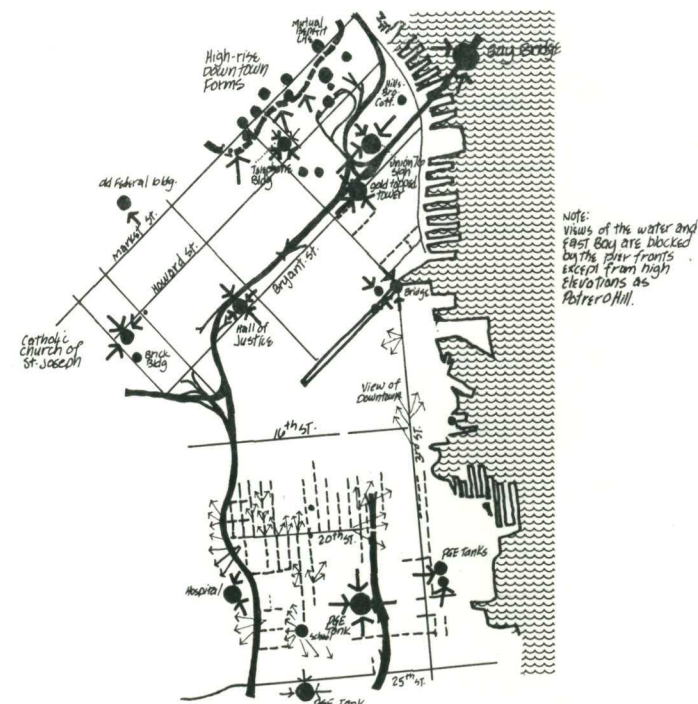 Mutual
Benefit
Life
High-rise
Downtown
Forms
Bay Bridge
Hills-
Bro
Coff.
Telephone
Bldg
Union 76
Sign
gold topped
tower
old Federal bldg.
Market St.
Howard St.
Bryant St.
NOTE:
Views of the water and
East Bay are blocked
by the pier fronts
except from high
Elevations as
Potrero Hill.
Bridge
Hall of
Justice
Catholic
Church of
St. Joseph
Brick
Bldg
View of
Downtown
16th ST.
3rd St.
20th ST.
PGE Tanks
Hospital
PGE
Tank
School
25th ST.
PGE Tank